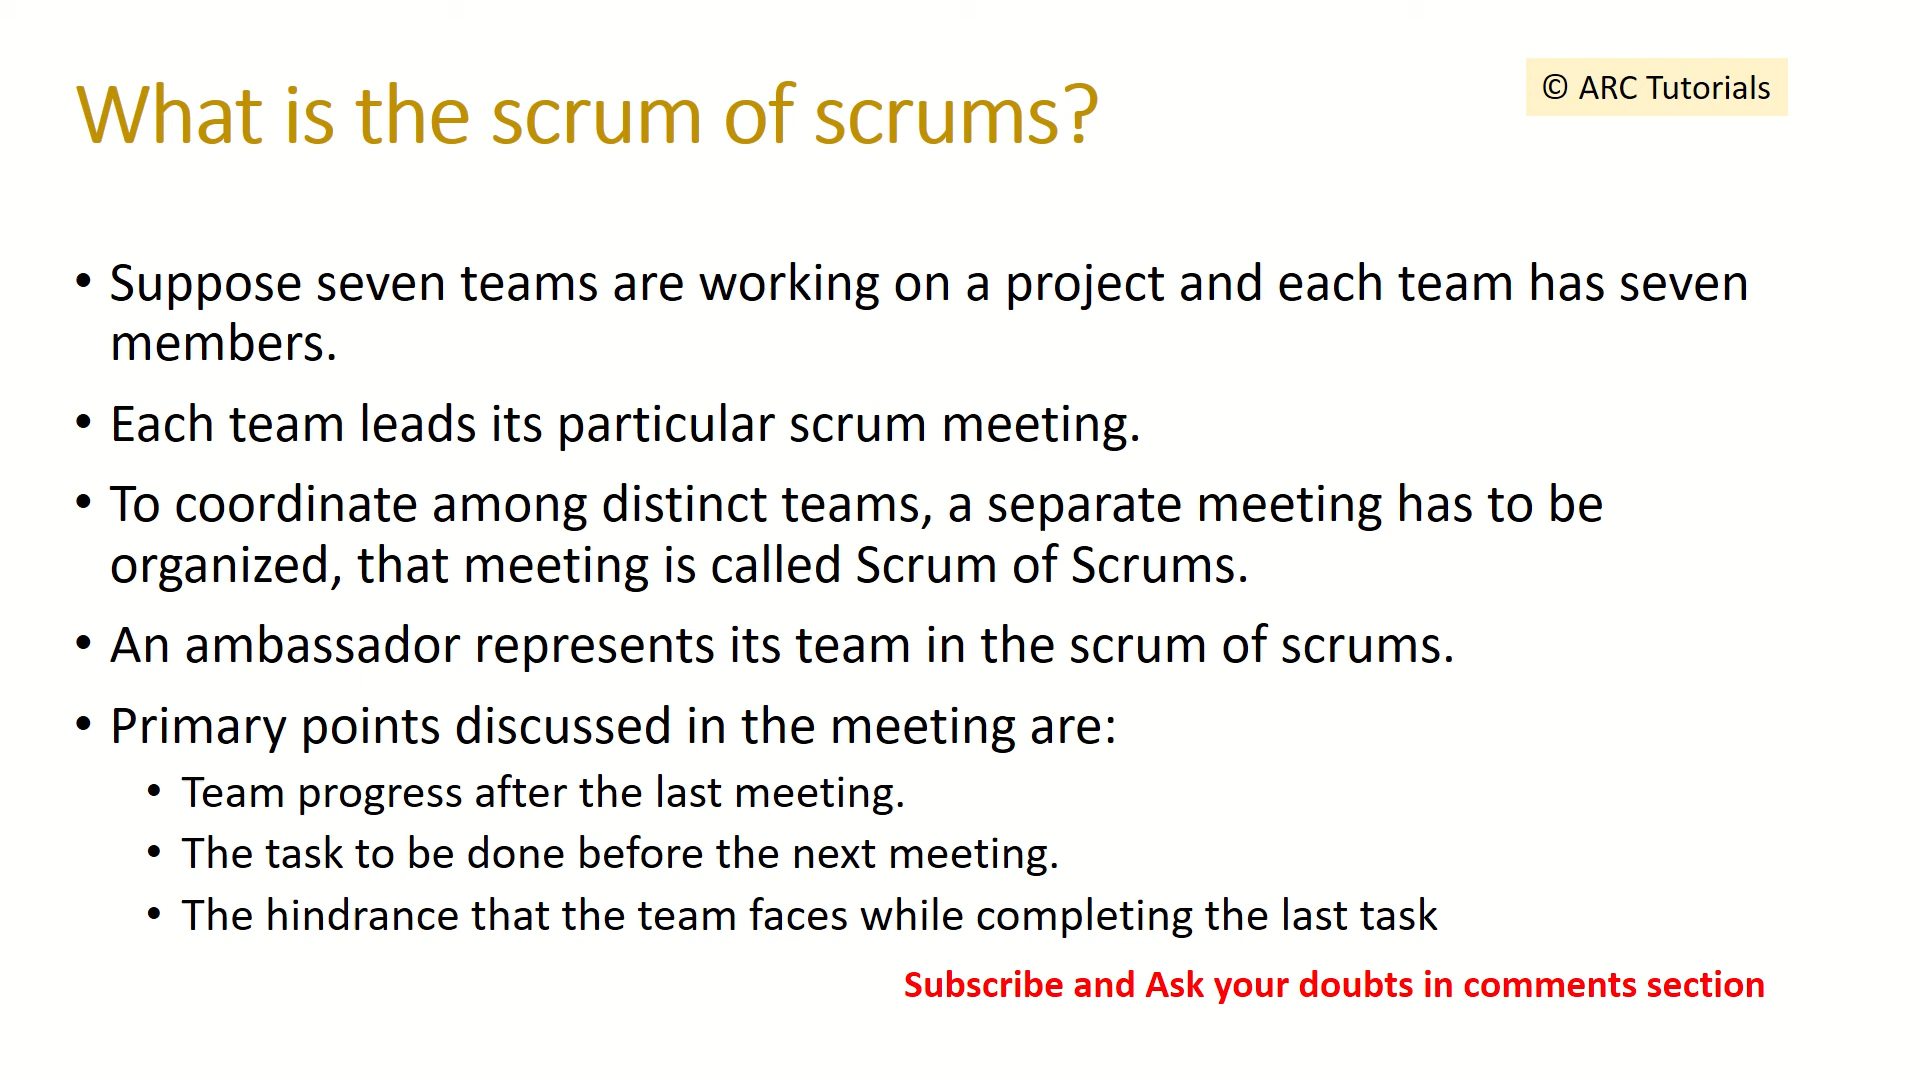 What is the scrum of scrums?
© ARC Tutorials
• Suppose seven teams are working on a project and each team has seven
members.
• Each team leads its particular scrum meeting.
• To coordinate among distinct teams, a separate meeting has to be
organized, that meeting is called Scrum of Scrums.
• An ambassador represents its team in the scrum of scrums.
• Primary points discussed in the meeting are:
• Team progress after the last meeting.
• The task to be done before the next meeting.
• The hindrance that the team faces while completing the last task
Subscribe and Ask your doubts in comments section